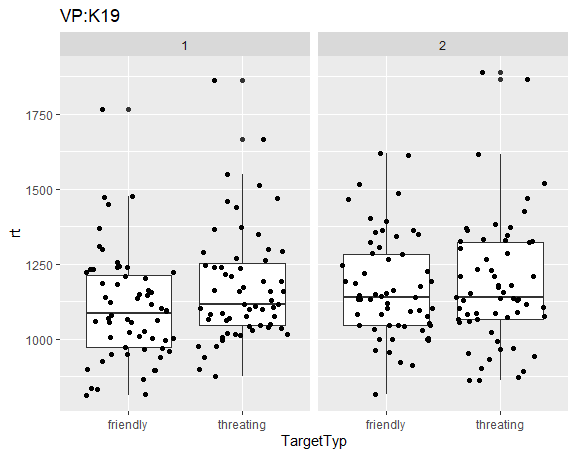 VP:K19
1 2
1750
1500
1250
1000
rt
friendly threating friendly threating
TargetTyp